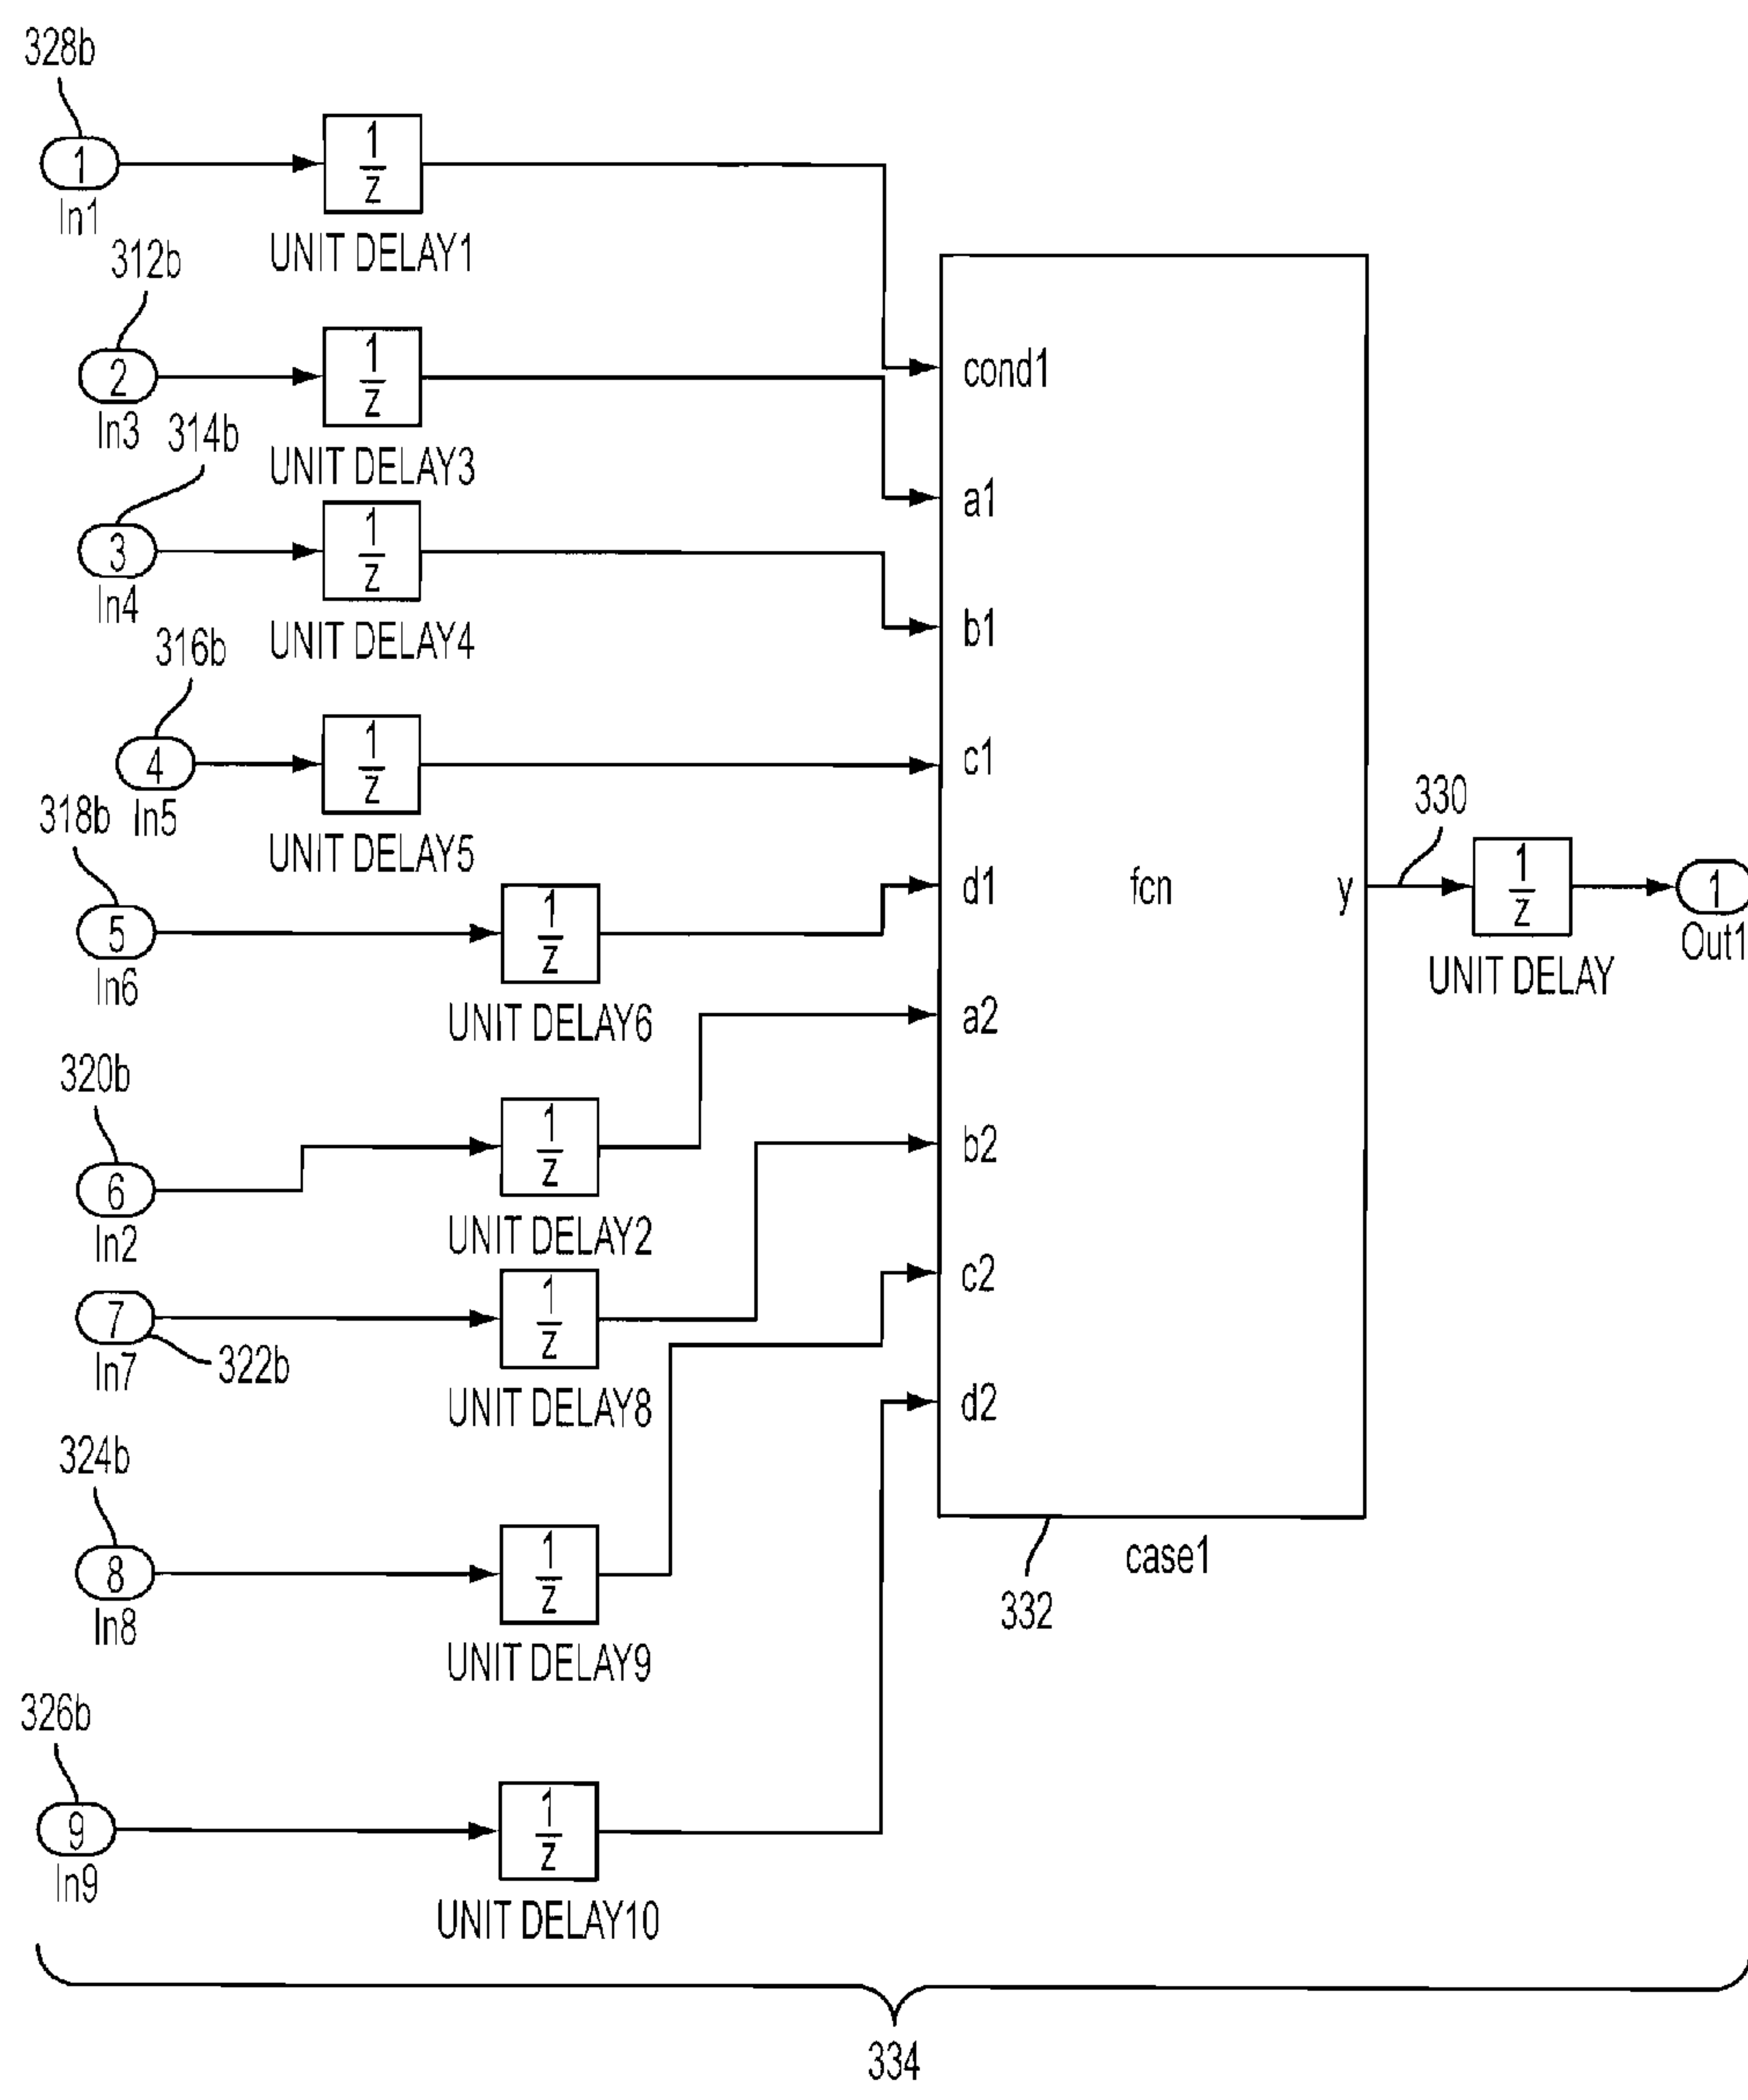 328b
1
In1
1
z
UNIT DELAY1
312b
2
In3
1
z
UNIT DELAY3
314b
3
In4
1
z
UNIT DELAY4
316b
4
In5
1
z
UNIT DELAY5
318b
5
In6
1
z
UNIT DELAY6
320b
6
In2
1
z
UNIT DELAY2
7
In7
322b
1
z
UNIT DELAY8
324b
8
In8
1
z
UNIT DELAY9
326b
9
In9
1
z
UNIT DELAY10
cond1
a1
b1
c1
d1
a2
b2
c2
d2
fcn
y
case1
332
330
1
z
UNIT DELAY
1
Out1
334